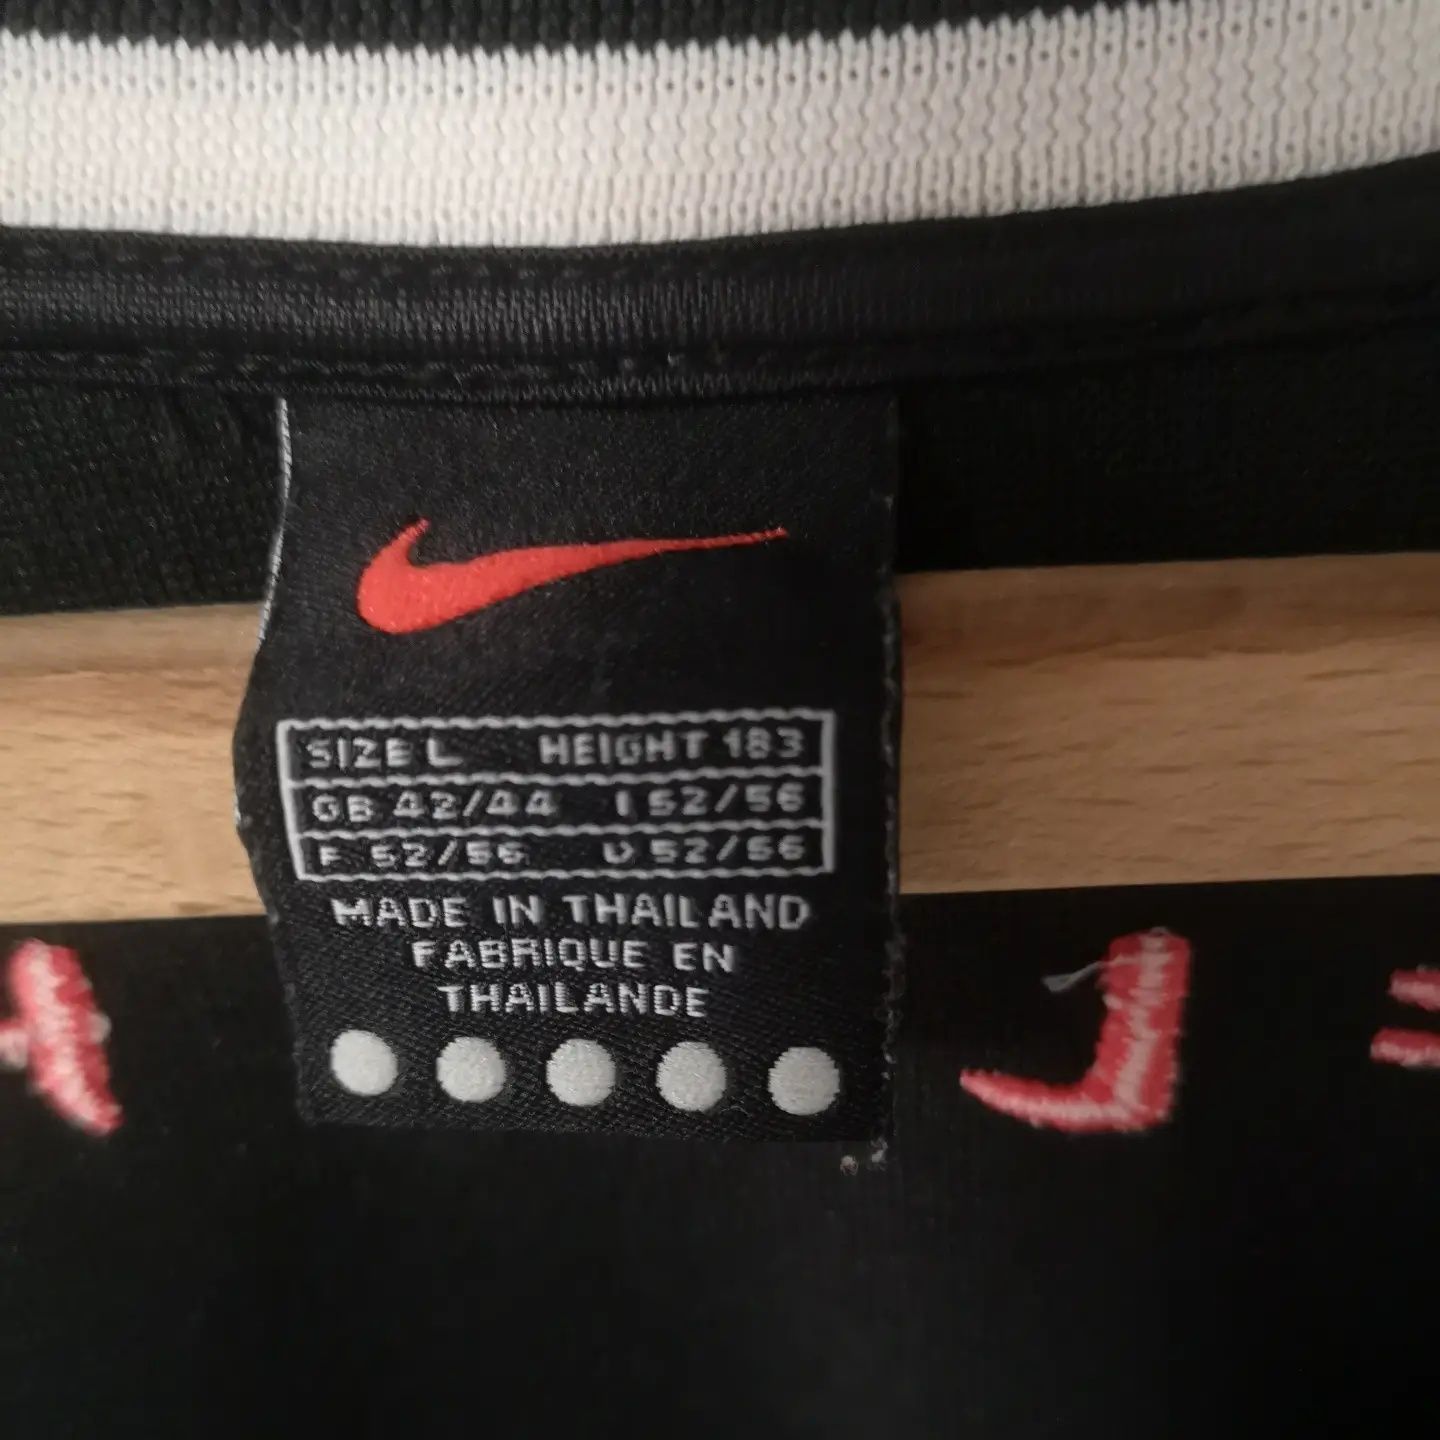 SIZE L HEIGHT 183
GB 42/44 I 52/56
F 52/56 D 52/56
MADE IN THAILAND
FABRIQUE EN
THAILANDE